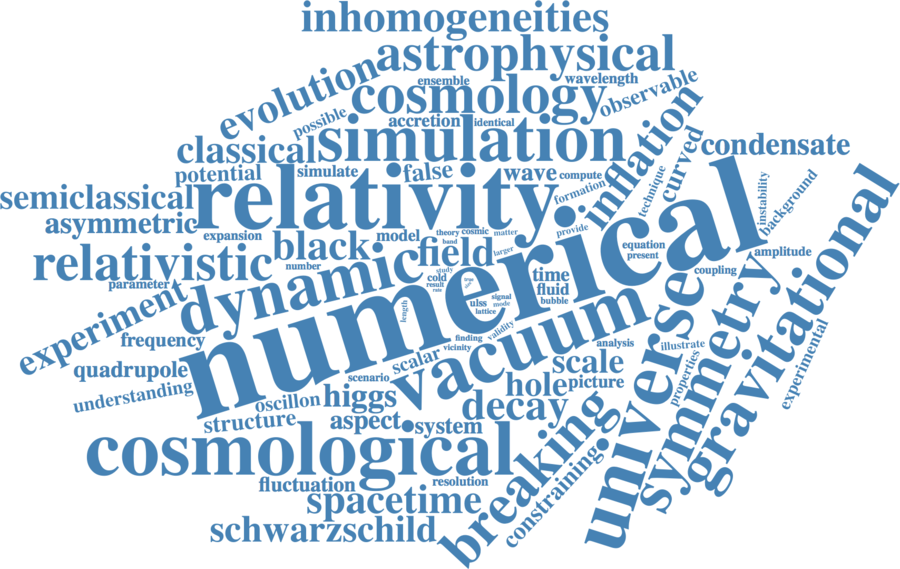 inhomogeneities
astrophysical
evolution
ensemble
wavelength
cosmology
observable
possible
accretion
identical
classical
simulation
inflation
curved
condensate
potential
simulate
false
wave
compute
semiclassical
relativity
formation
technique
instability
background
asymmetric
expansion
black
model
theory
cosmic
matter
band
provide
numerical
gravitational
relativistic
number
field
larger
equation
present
amplitude
parameter
dynamic
study
cold
result
rate
time
fluid
bubble
coupling
experiment
length
ulss
signal
mode
lattice
validity
vacuum
universe
symmetry
frequency
finding
vicinity
analysis
illustrate
experimental
quadrupole
scalar
scenario
scale
picture
properties
understanding
oscillon
higgs
hole
structure
aspect
system
decay
breaking
constraining
cosmological
fluctuation
resolution
spacetime
schwarzschild